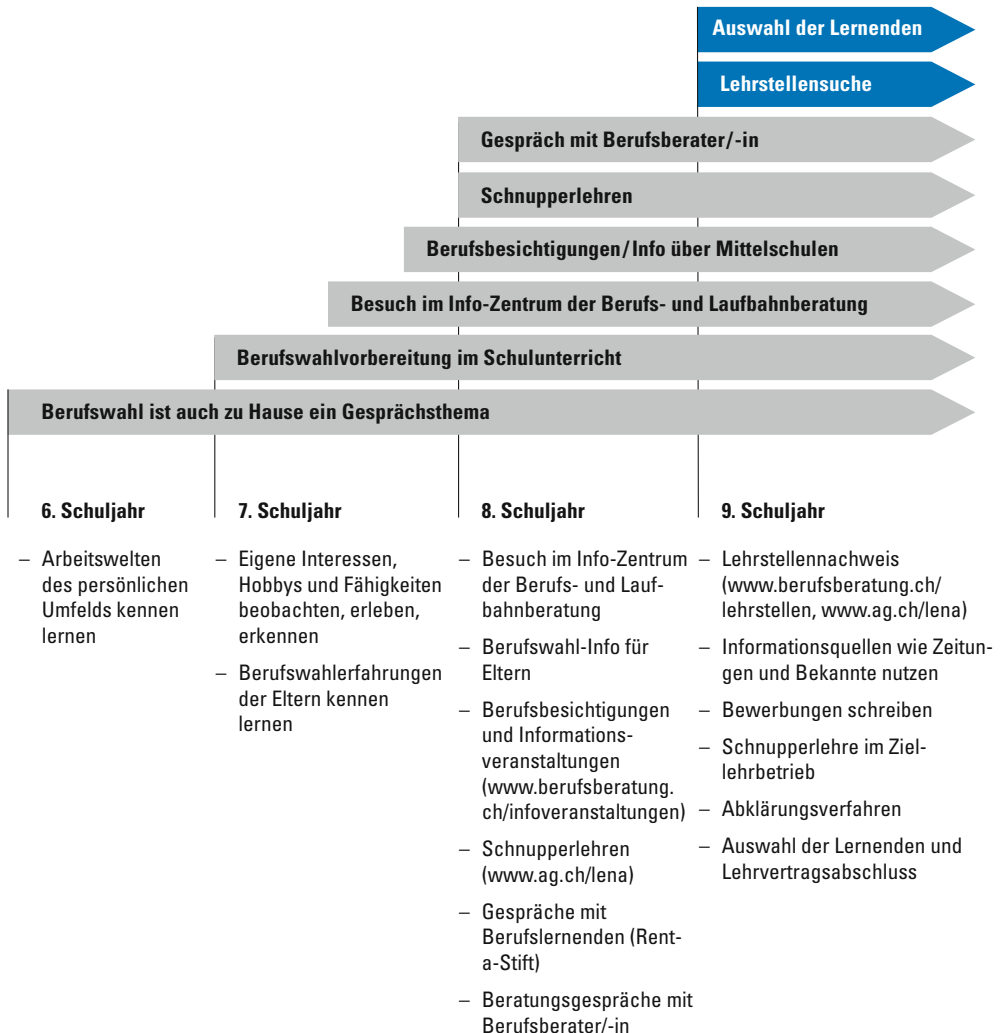 Auswahl der Lernenden
Lehrstellensuche
Gespräch mit Berufsberater/-in
Schnupperlehren
Berufsbesichtigungen/Info über Mittelschulen
Besuch im Info-Zentrum der Berufs- und Laufbahnberatung
Berufswahlvorbereitung im Schulunterricht
Berufswahl ist auch zu Hause ein Gesprächsthema
6. Schuljahr
– Arbeitswelten
des persönlichen
Umfelds kennen
lernen
7. Schuljahr
– Eigene Interessen,
Hobbys und Fähigkeiten
beobachten, erleben,
erkennen
– Berufswahlerfahrungen
der Eltern kennen
lernen
8. Schuljahr
– Besuch im Info-Zentrum
der Berufs- und Lauf-
bahnberatung
– Berufswahl-Info für
Eltern
– Berufsbesichtigungen
und Informations-
veranstaltungen
(www.berufsberatung.
ch/infoveranstaltungen)
– Schnupperlehren
(www.ag.ch/lena)
– Gespräche mit
Berufslernenden (Rent-
a-Stift)
– Beratungsgespräche mit
Berufsberater/-in
9. Schuljahr
– Lehrstellennachweis
(www.berufsberatung.ch/
lehrstellen, www.ag.ch/lena)
– Informationsquellen wie Zeitun-
gen und Bekannte nutzen
– Bewerbungen schreiben
– Schnupperlehre im Ziel-
lehrbetrieb
– Abklärungsverfahren
– Auswahl der Lernenden und
Lehrvertragsabschluss